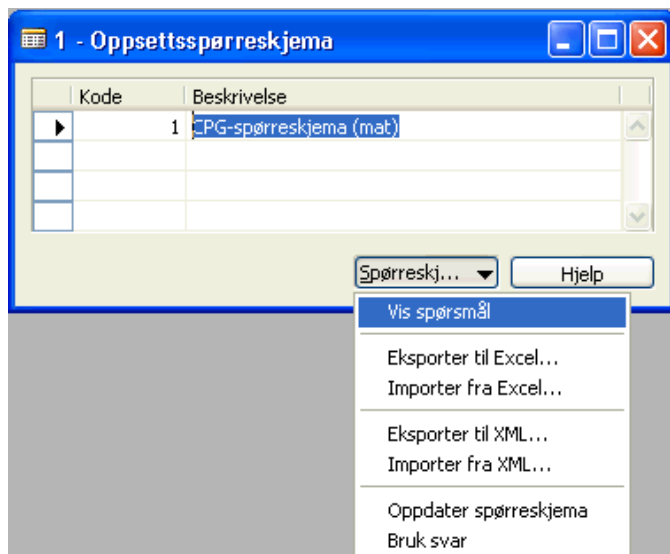 1 - Oppsettsspørreskjema
Kode Beskrivelse
1 CPG-spørreskjema (mat)
Spørreskj... Hjelp
Vis spørsmål
Eksporter til Excel...
Importer fra Excel...
Eksporter til XML...
Importer fra XML...
Oppdater spørreskjema
Bruk svar